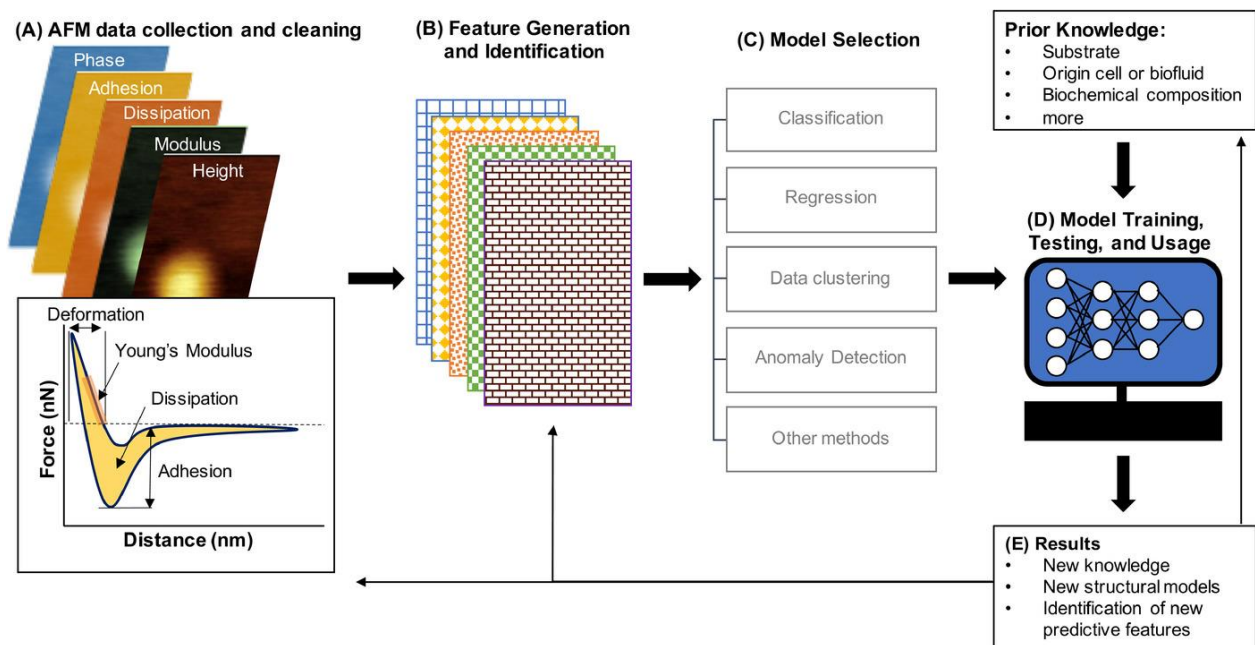 (A) AFM data collection and cleaning
Phase
Adhesion
Dissipation
Modulus
Height
Deformation
Young's Modulus
Dissipation
Adhesion
Force (nN)
Distance (nm)
(B) Feature Generation
and Identification
(C) Model Selection
Classification
Regression
Data clustering
Anomaly Detection
Other methods
Prior Knowledge:
• Substrate
• Origin cell or biofluid
• Biochemical composition
• more
(D) Model Training,
Testing, and Usage
(E) Results
• New knowledge
• New structural models
• Identification of new
predictive features